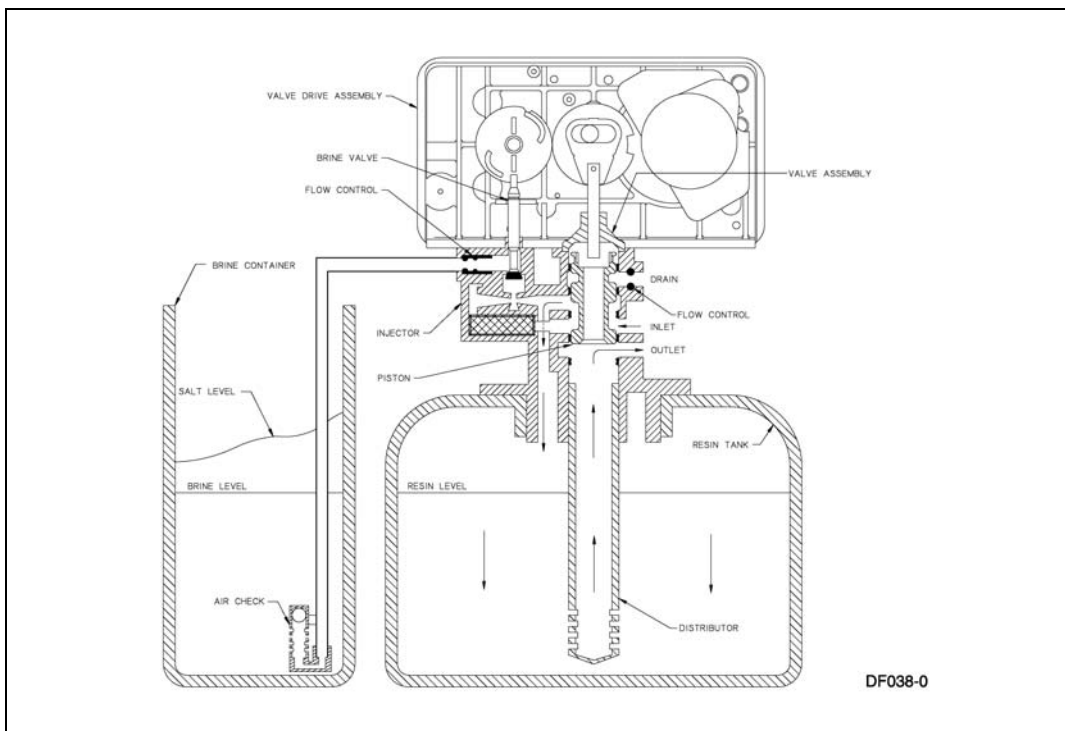 VALVE DRIVE ASSEMBLY
BRINE VALVE
VALVE ASSEMBLY
FLOW CONTROL
BRINE CONTAINER
DRAIN
FLOW CONTROL
INJECTOR
INLET
OUTLET
PISTON
SALT LEVEL
RESIN TANK
BRINE LEVEL
RESIN LEVEL
AIR CHECK
DISTRIBUTOR
DF038-0